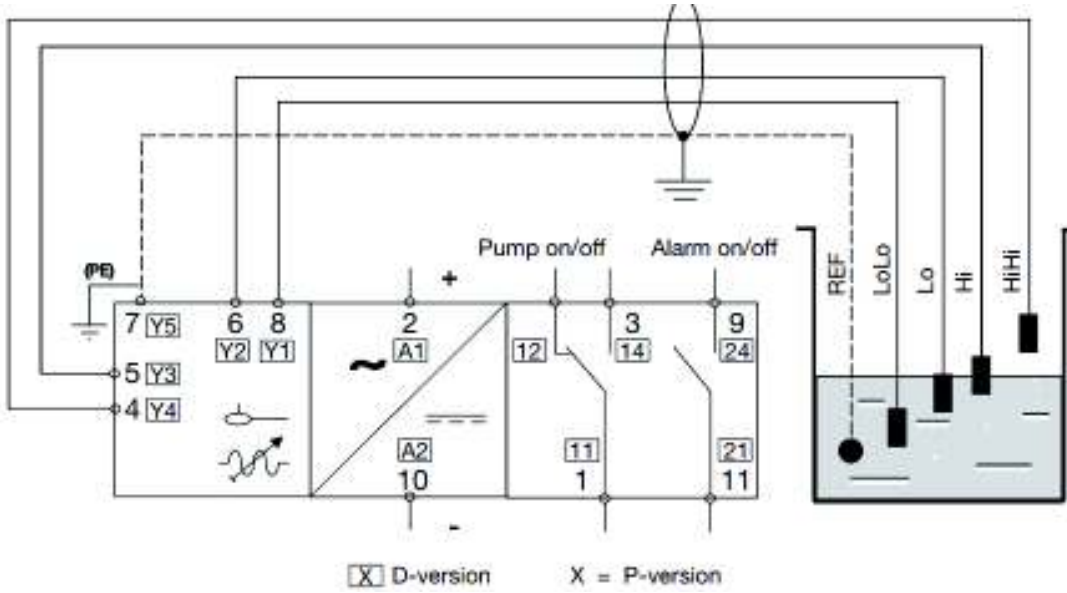 Pump on/off
Alarm on/off
(PE)
+
REF
LoLo
Lo
Hi
HiHi
7 Y5
6
8
2
3
9
Y2
Y1
A1
12
14
24
5 Y3
4 Y4
A2
11
21
10
1
11
-
X D-version
X = P-version